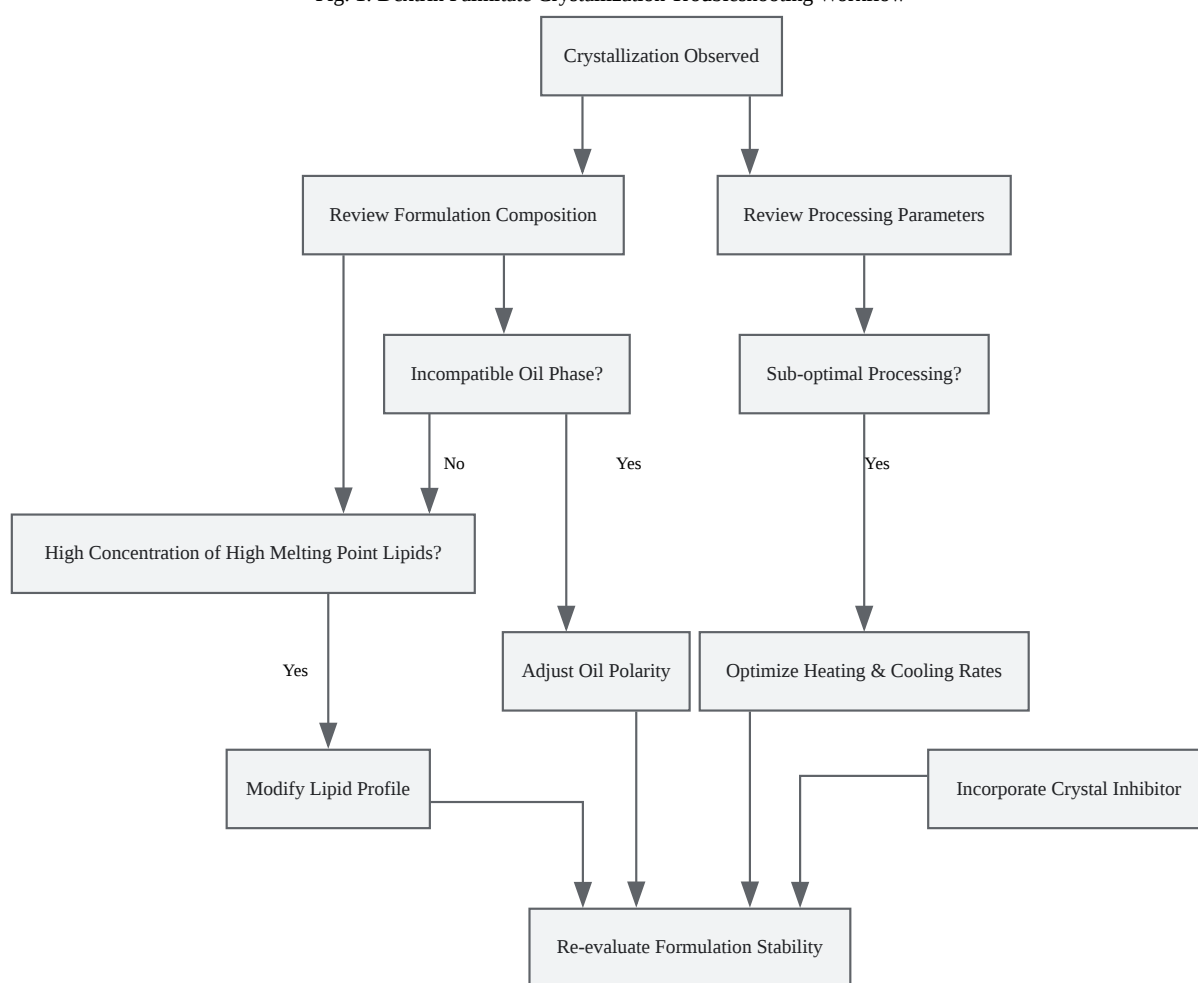 Fig. 1: Dextrin Palmitate Crystallization Troubleshooting Workflow
Crystallization Observed
Review Formulation Composition
Review Processing Parameters
Incompatible Oil Phase?
Sub-optimal Processing?
No
Yes
Yes
High Concentration of High Melting Point Lipids?
Yes
Adjust Oil Polarity
Optimize Heating & Cooling Rates
Modify Lipid Profile
Incorporate Crystal Inhibitor
Re-evaluate Formulation Stability